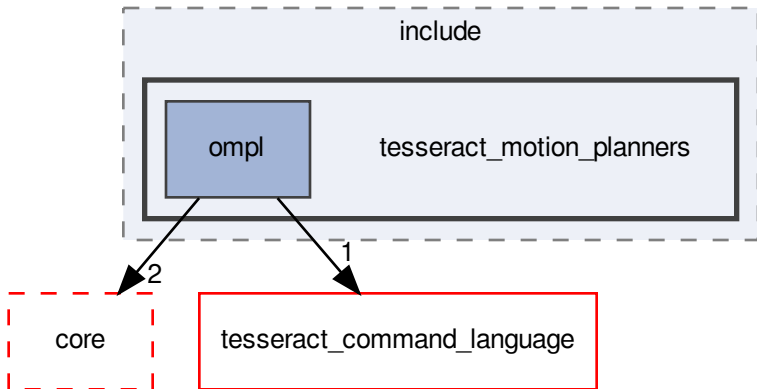 include
ompl
tesseract_motion_planners
1
2
core
tesseract_command_language